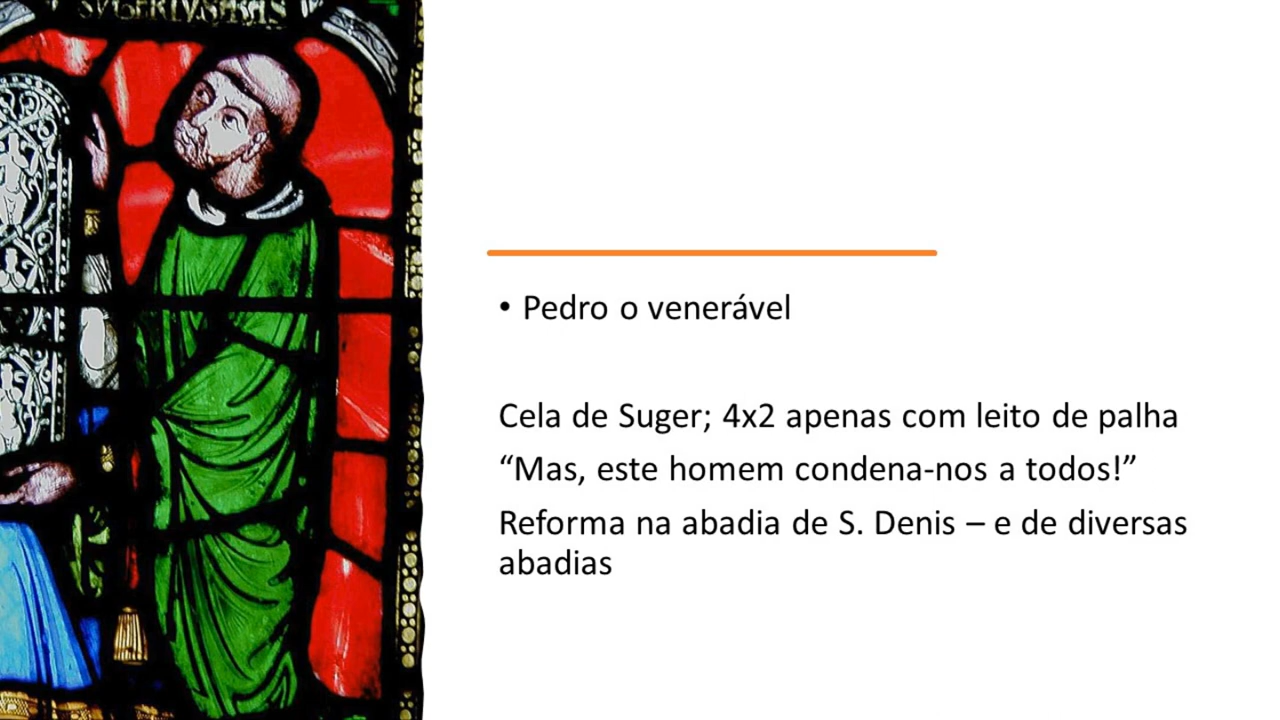 SVGERIVSABAS
• Pedro o venerável
Cela de Suger; 4x2 apenas com leito de palha
“Mas, este homem condena-nos a todos!”
Reforma na abadia de S. Denis – e de diversas
abadias